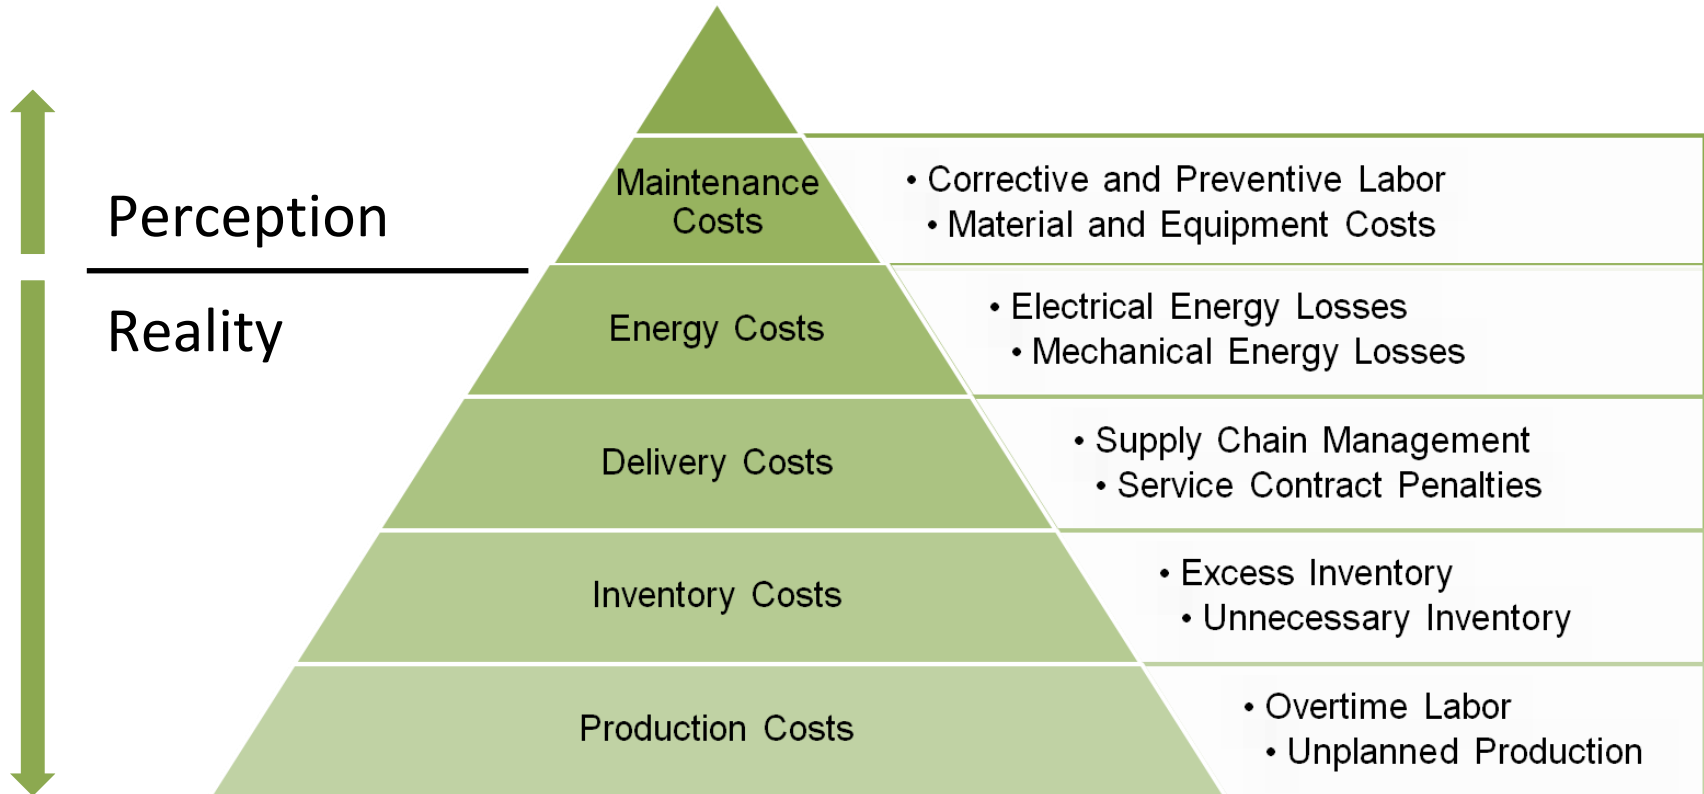 Perception
Reality
Maintenance
Costs
• Corrective and Preventive Labor
• Material and Equipment Costs
Energy Costs
• Electrical Energy Losses
• Mechanical Energy Losses
Delivery Costs
• Supply Chain Management
• Service Contract Penalties
Inventory Costs
• Excess Inventory
• Unnecessary Inventory
Production Costs
• Overtime Labor
• Unplanned Production